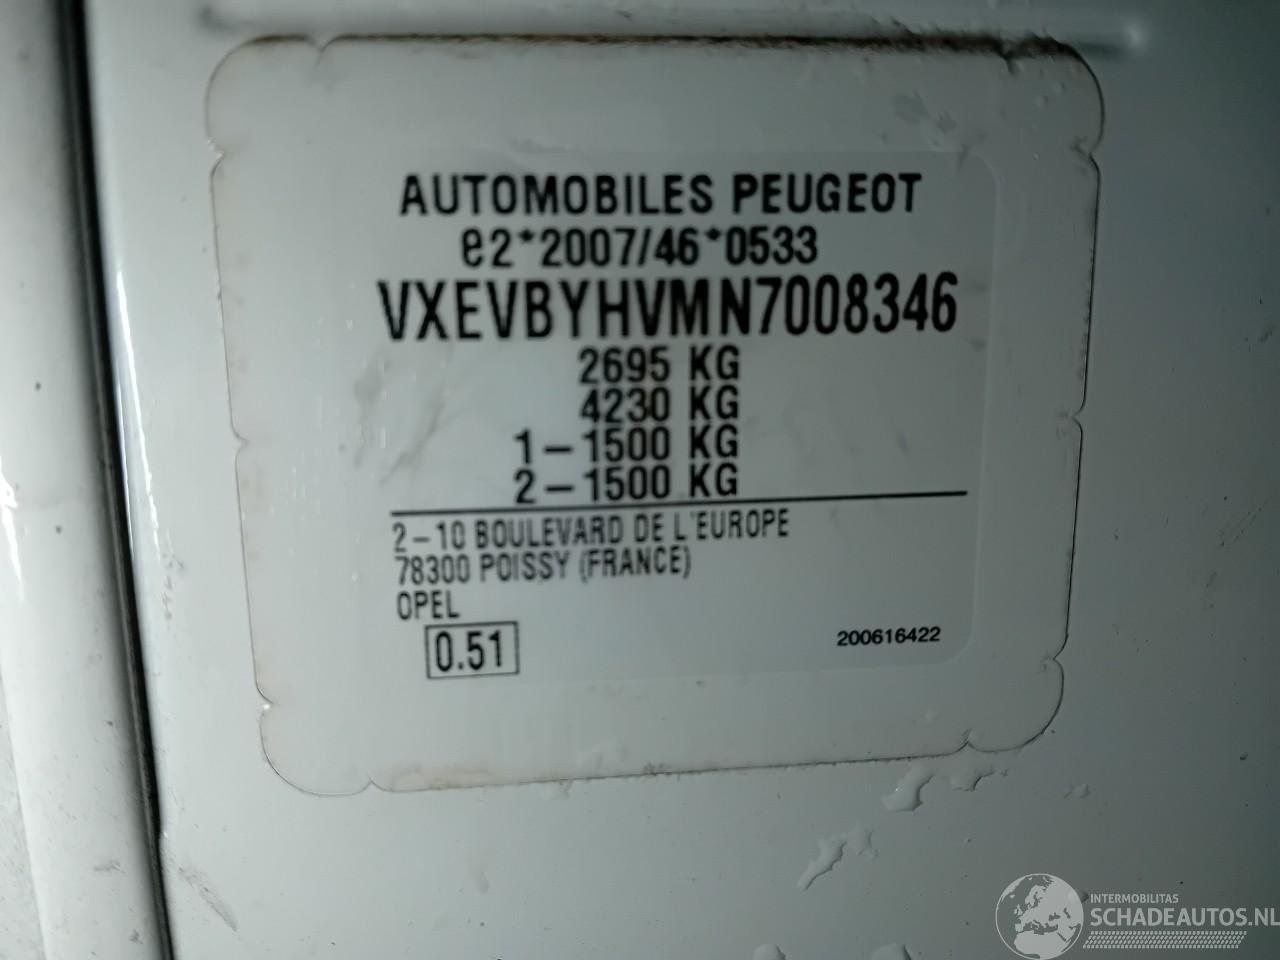 AUTOMOBILES PEUGEOT
e2*2007/46*0533
VXEVBYHVMN7008346
2695 KG
4230 KG
1-1500 KG
2-1500 KG
2-10 BOULEVARD DE L'EUROPE
78300 POISSY (FRANCE)
OPEL
0.51
200616422
INTERMOBILITAS
SCHADEAUTOS.NL